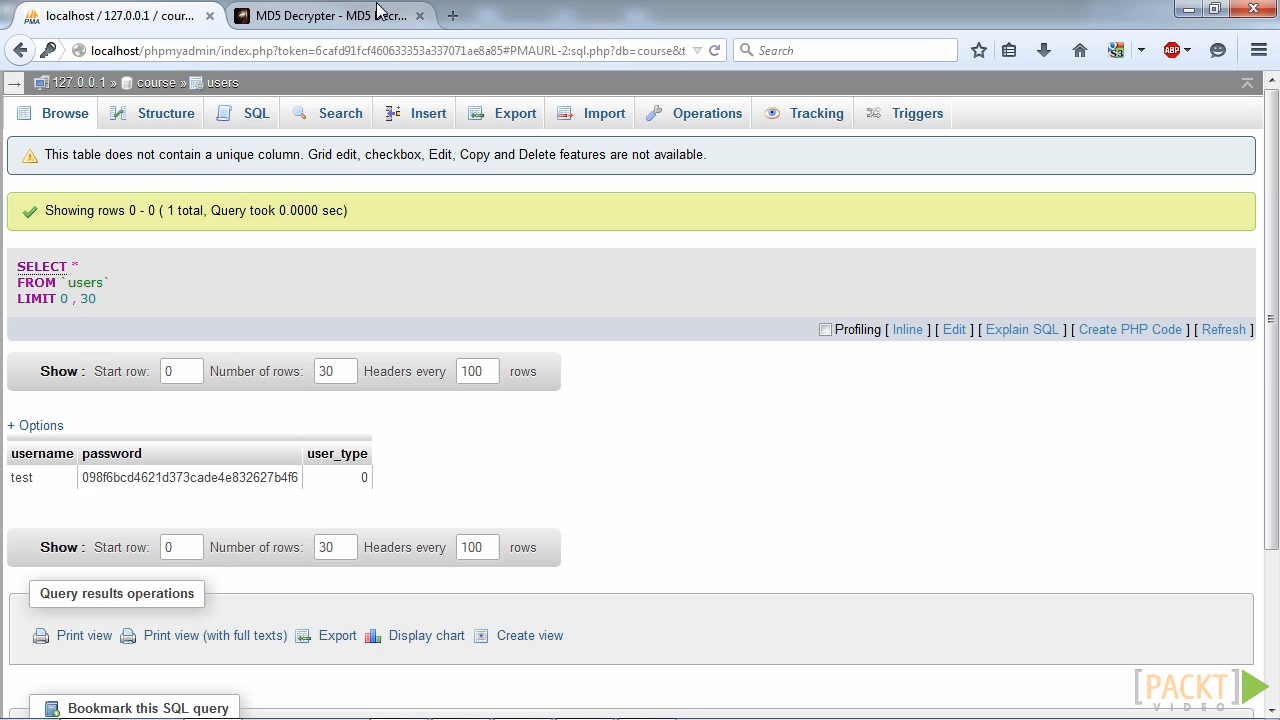 localhost / 127.0.0.1 / cour...
MD5 Decrypter - MD5 Decr...
localhost/phpmyadmin/index.php?token=6cafd91fcf460633353a337071ae8a85#PMAURL-2:sql.php?db=course&t
Search
127.0.0.1 » course » users
Browse Structure SQL Search Insert Export Import Operations Tracking Triggers
This table does not contain a unique column. Grid edit, checkbox, Edit, Copy and Delete features are not available.
Showing rows 0 - 0 ( 1 total, Query took 0.0000 sec)
SELECT *
FROM `users`
LIMIT 0 , 30
Profiling [ Inline ] [ Edit ] [ Explain SQL ] [ Create PHP Code ] [ Refresh ]
Show : Start row: 0 Number of rows: 30 Headers every 100 rows
+ Options
username password user_type
test 098f6bcd4621d373cade4e832627b4f6 0
Show : Start row: 0 Number of rows: 30 Headers every 100 rows
Query results operations
Print view Print view (with full texts) Export Display chart Create view
Bookmark this SQL query
[PACKT]
VIDEO